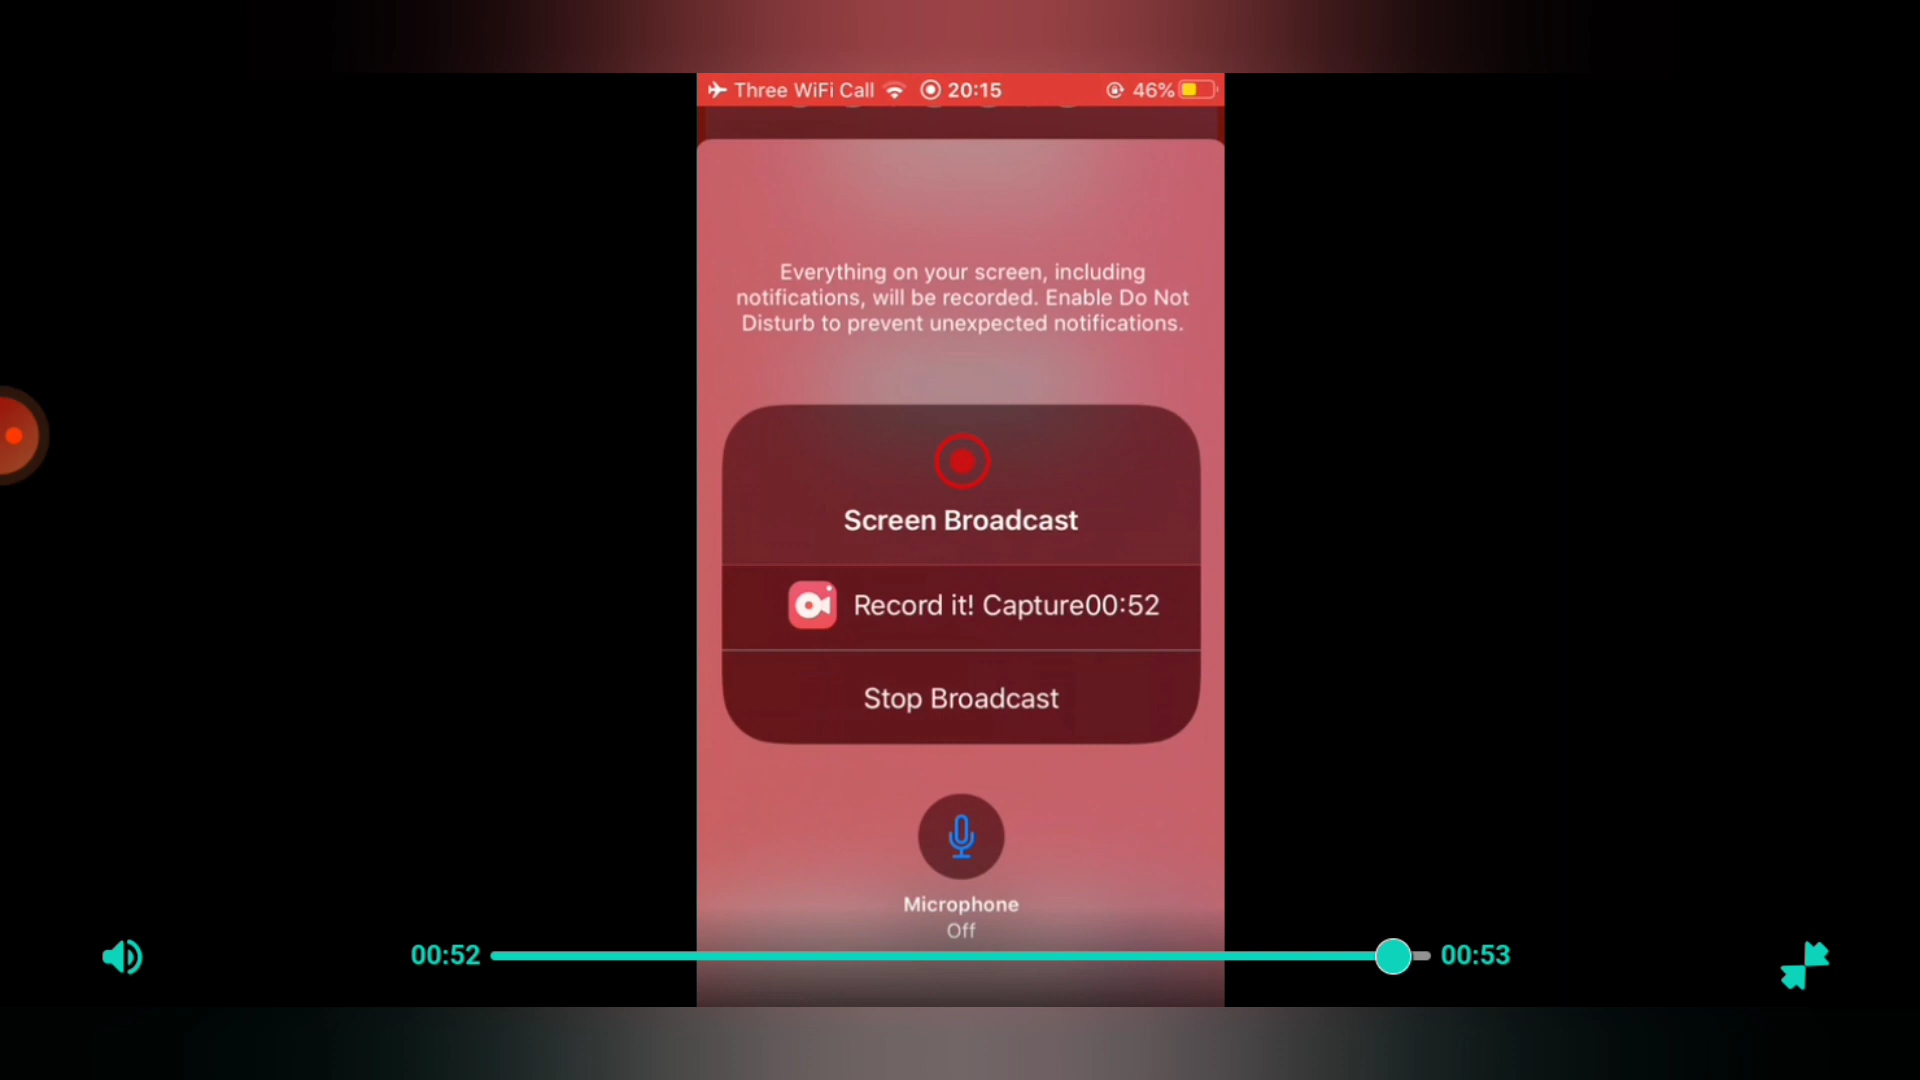 Three WiFi Call 20:15 46%
Everything on your screen, including
notifications, will be recorded. Enable Do Not
Disturb to prevent unexpected notifications.
Screen Broadcast
Record it! Capture00:52
Stop Broadcast
Microphone
Off
00:52 00:53